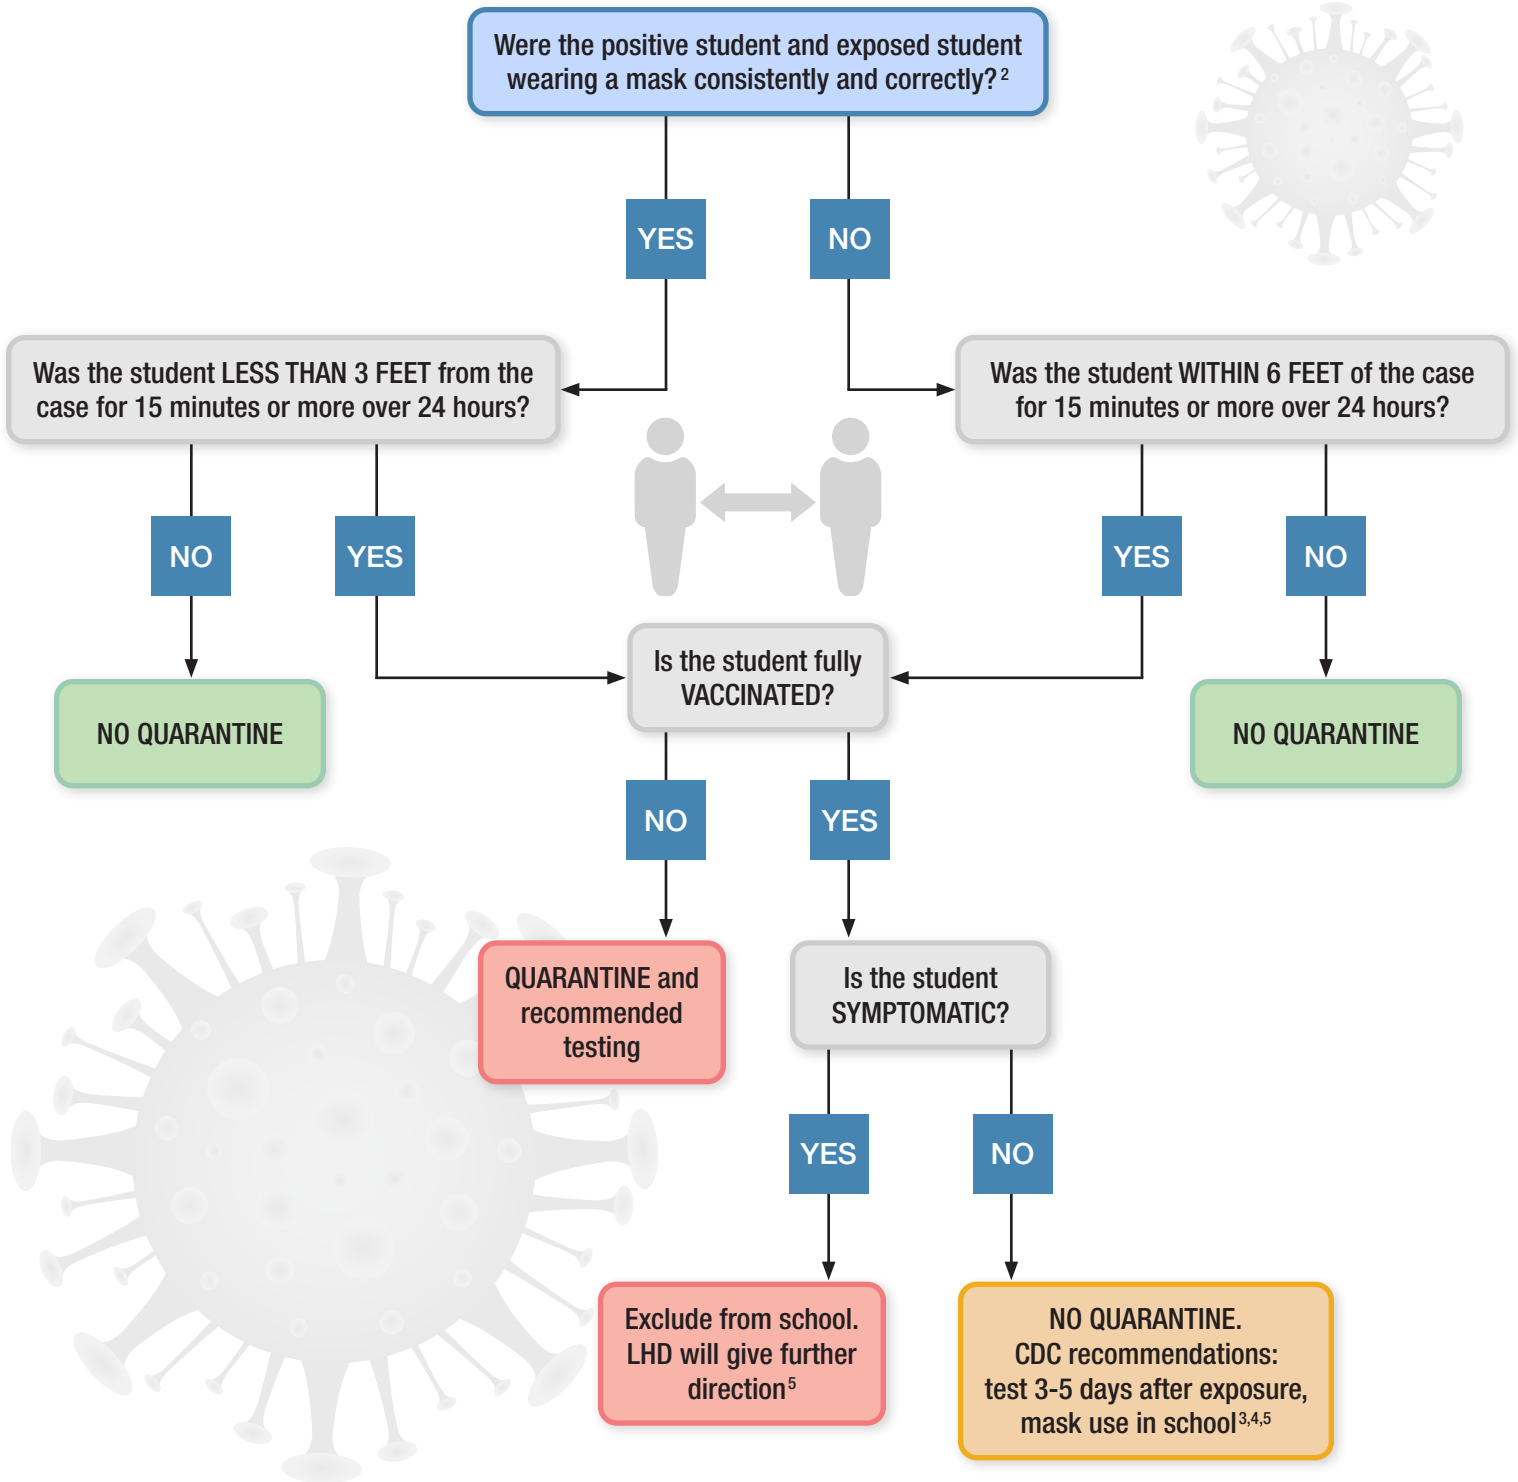 Were the positive student and exposed student
wearing a mask consistently and correctly?2
YES
NO
Was the student LESS THAN 3 FEET from the
case for 15 minutes or more over 24 hours?
Was the student WITHIN 6 FEET of the case
for 15 minutes or more over 24 hours?
NO
YES
YES
NO
Is the student fully
VACCINATED?
NO QUARANTINE
NO QUARANTINE
NO
YES
QUARANTINE and
recommended
testing
Is the student
SYMPTOMATIC?
YES
NO
Exclude from school.
LHD will give further
direction5
NO QUARANTINE.
CDC recommendations:
test 3-5 days after exposure,
mask use in school3,4,5